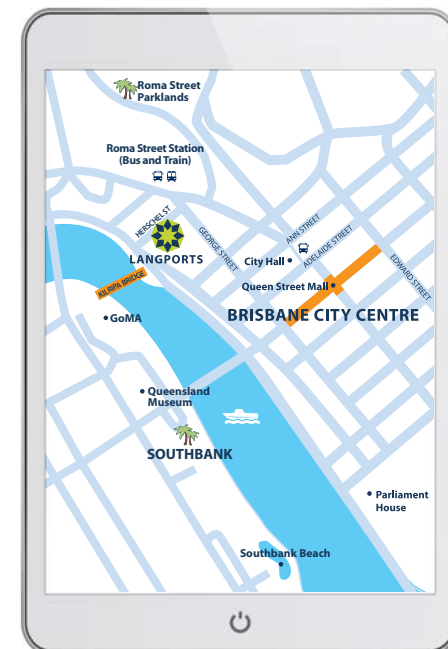 Roma Street
Parklands
Roma Street Station
(Bus and Train)
HERSCHEL ST
GEORGE STREET
ANN STREET
ADELAIDE STREET
EDWARD STREET
LANGPORTS
City Hall
KILRIPA BRIDGE
Queen Street Mall
GoMA
BRISBANE CITY CENTRE
Queensland
Museum
SOUTHBANK
Parliament
House
Southbank Beach